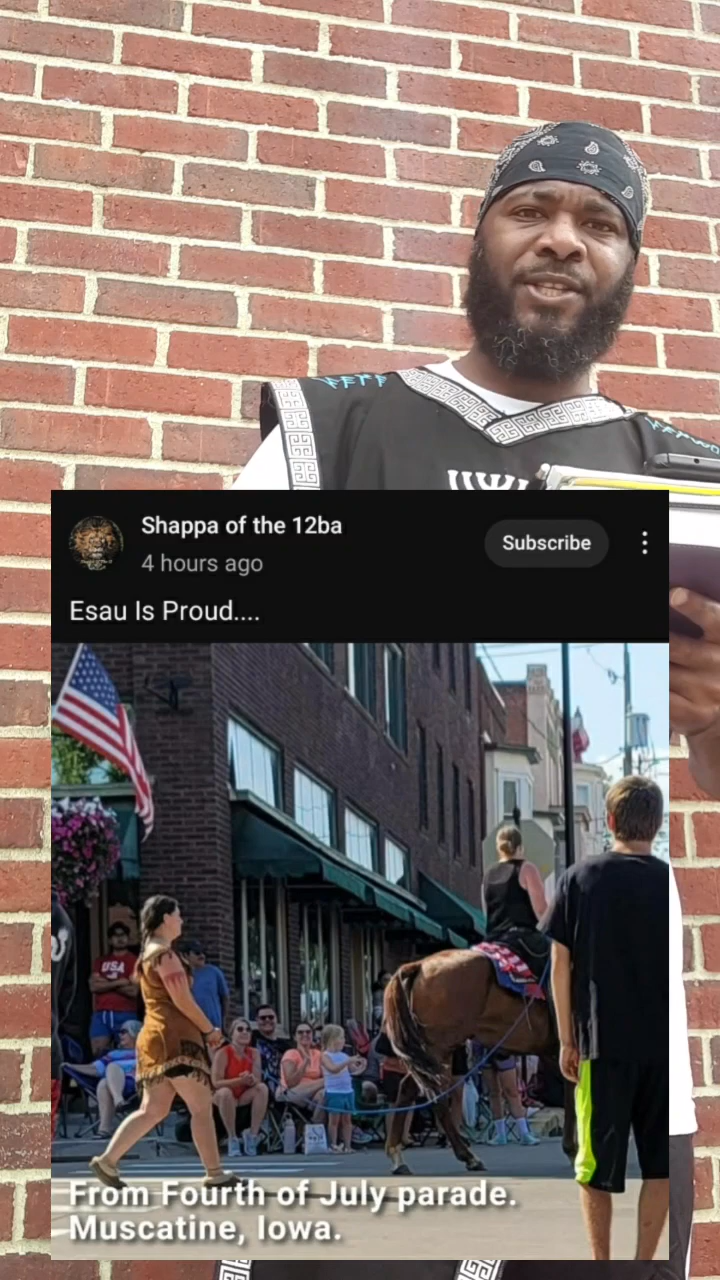 Shappa of the 12ba
4 hours ago
Subscribe
Esau Is Proud....
USA
From Fourth of July parade.
Muscatine, Iowa.